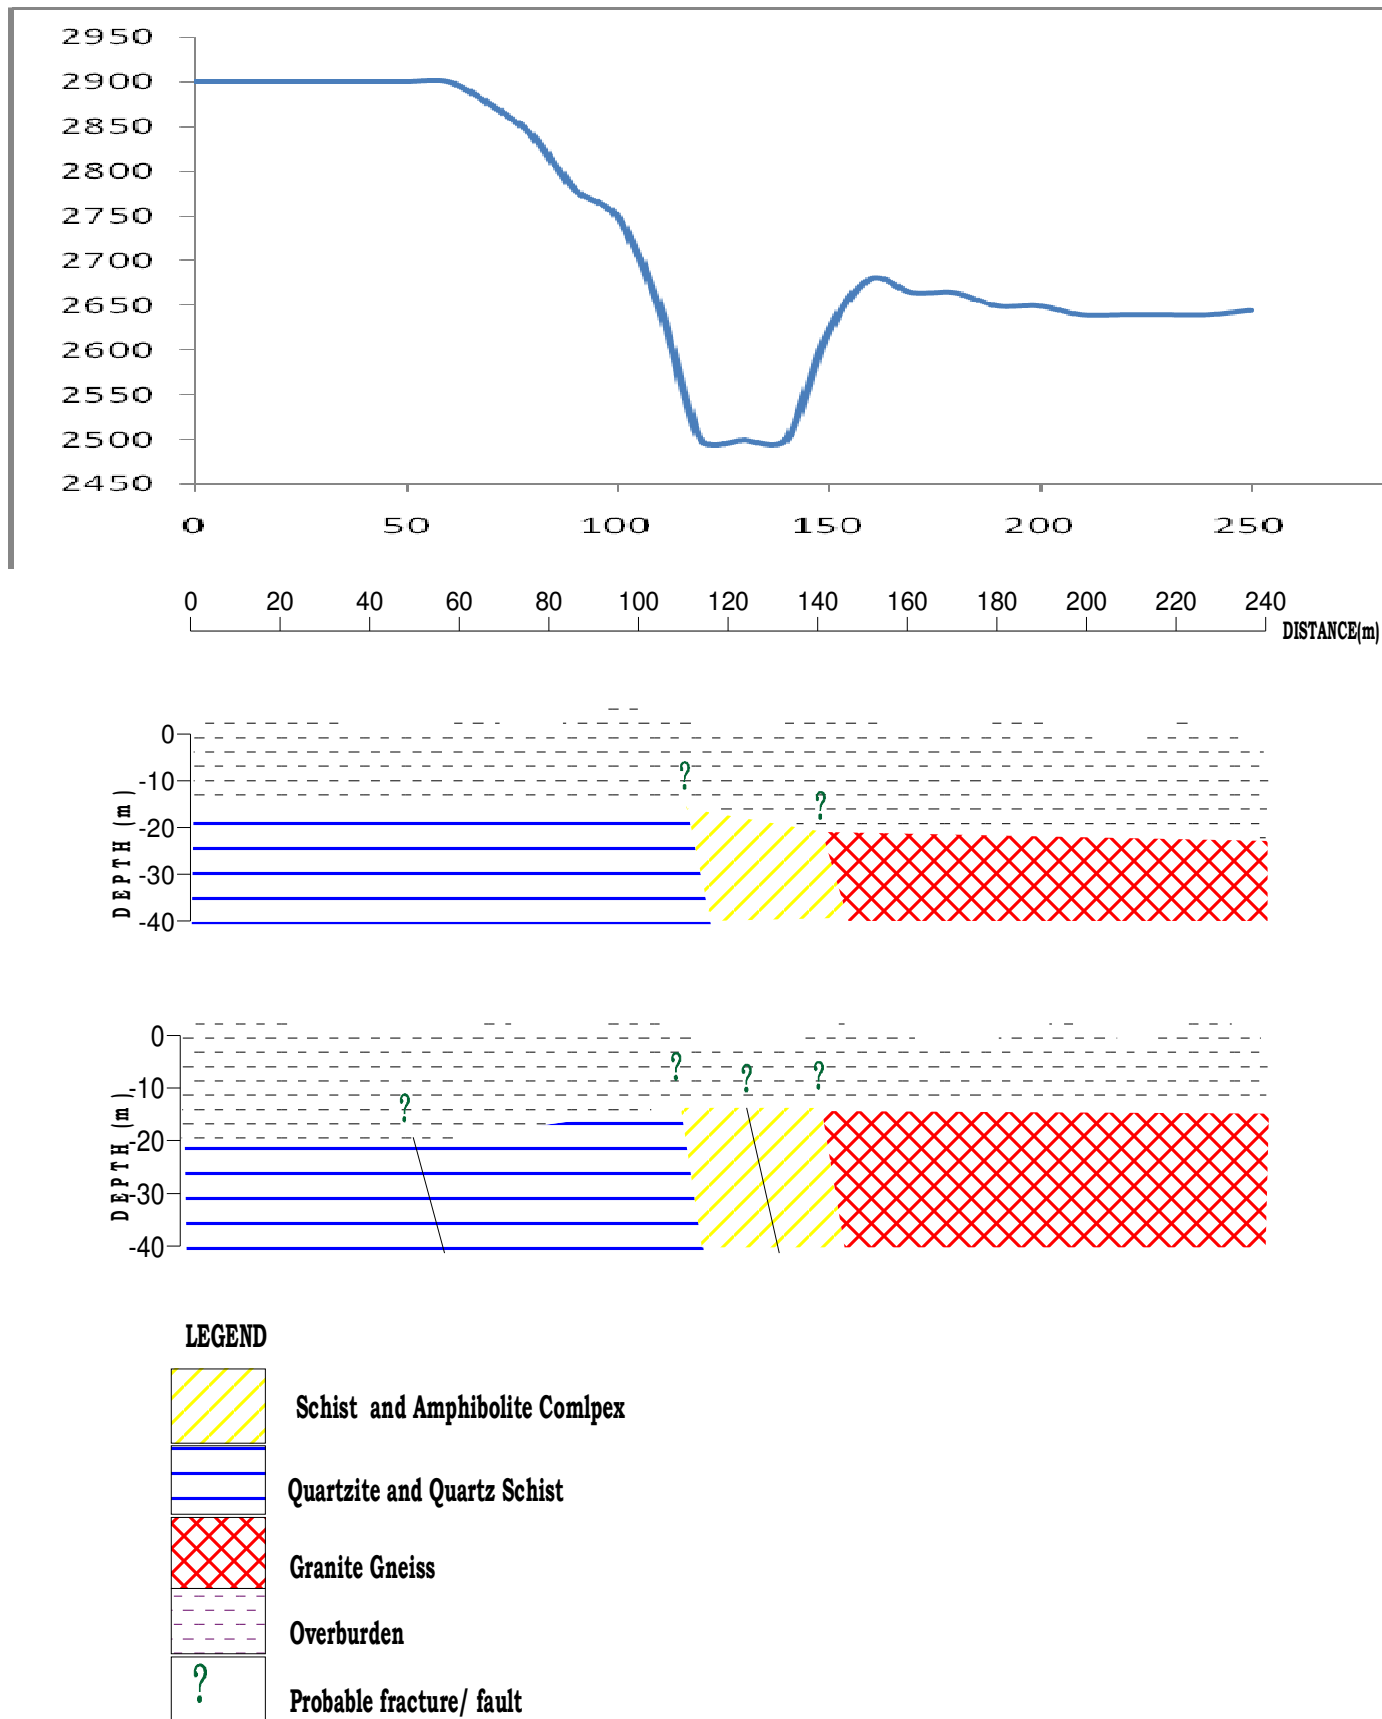 2950
2900
2850
2800
2750
2700
2650
2600
2550
2500
2450
0 50 100 150 200 250
0 20 40 60 80 100 120 140 160 180 200 220 240
DISTANCE(m)
0
-10
-20
-30
-40
DEPTH (m)
?
?
0
-10
-20
-30
-40
DEPTH (m)
?
?
?
?
LEGEND
Schist and Amphibolite Comlpex
Quartzite and Quartz Schist
Granite Gneiss
Overburden
? Probable fracture/ fault